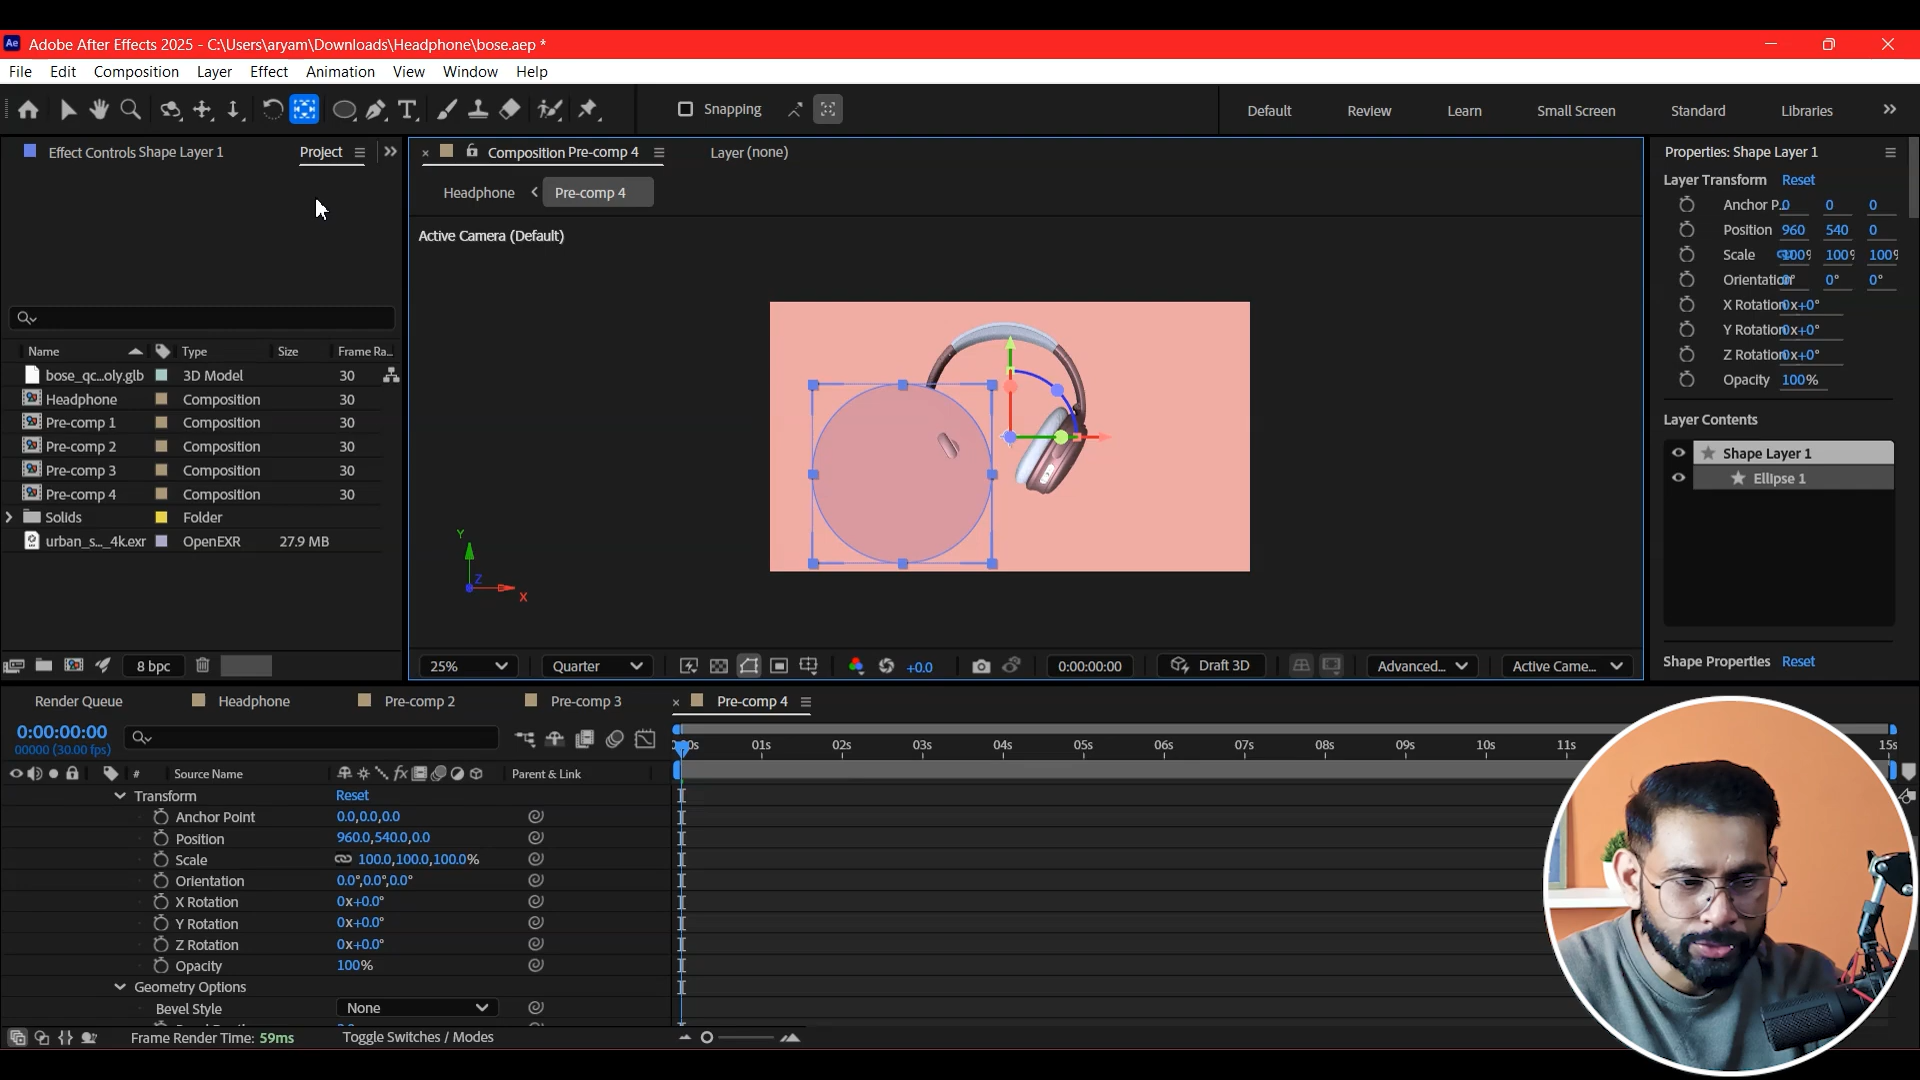 Ae Adobe After Effects 2025 - C:\Users\aryam\Downloads\Headphone\bose.aep *
File Edit Composition Layer Effect Animation View Window Help
T Snapping Default Review Learn Small Screen Standard Libraries
Effect Controls Shape Layer 1 Project
Composition Pre-comp 4 Layer (none)
Headphone Pre-comp 4
Active Camera (Default)
Y
Z
X
Name Type Size Frame Ra...
bose_qc...oly.glb 3D Model 30
Headphone Composition 30
Pre-comp 1 Composition 30
Pre-comp 2 Composition 30
Pre-comp 3 Composition 30
Pre-comp 4 Composition 30
Solids Folder
urban_s..._4k.exr OpenEXR 27.9 MB
8 bpc
25% Quarter +0.0 0:00:00:00 Draft 3D Advanced... Active Came...
Properties: Shape Layer 1
Layer Transform Reset
Anchor P.. 0 0 0
Position 960 540 0
Scale 100% 100% 100%
Orientation 0° 0° 0°
X Rotation 0x+0°
Y Rotation 0x+0°
Z Rotation 0x+0°
Opacity 100%
Layer Contents
Shape Layer 1
Ellipse 1
Shape Properties Reset
Render Queue Headphone Pre-comp 2 Pre-comp 3 Pre-comp 4
0:00:00:00
00000 (30.00 fps)
0:00s 01s 02s 03s 04s 05s 06s 07s 08s 09s 10s 11s 15s
# Source Name fx Parent & Link
Transform Reset
Anchor Point 0.0,0.0,0.0
Position 960.0,540.0,0.0
Scale 100.0,100.0,100.0%
Orientation 0.0°,0.0°,0.0°
X Rotation 0x+0.0°
Y Rotation 0x+0.0°
Z Rotation 0x+0.0°
Opacity 100%
Geometry Options
Bevel Style None
Frame Render Time: 59ms Toggle Switches / Modes